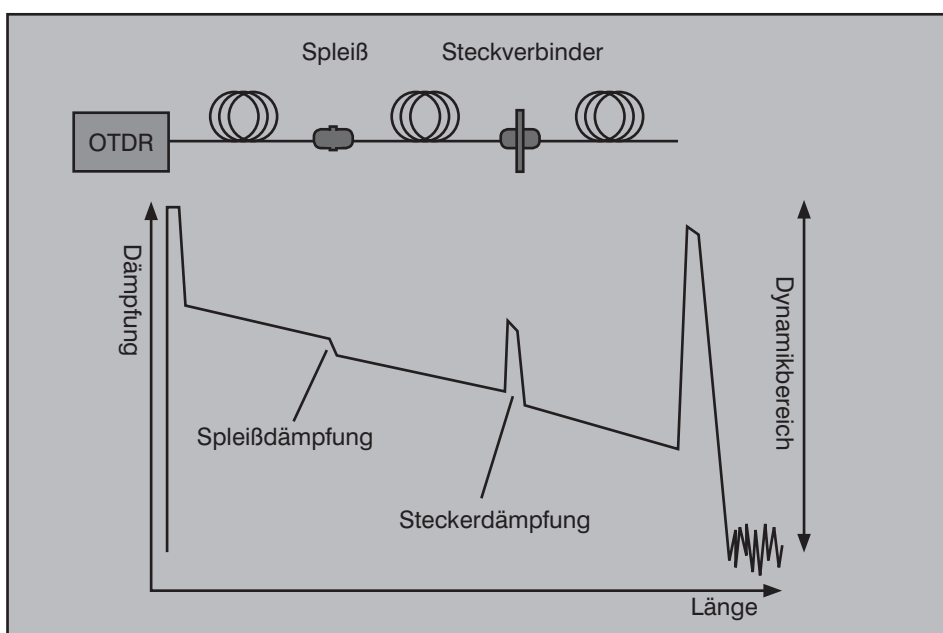 Spleiß
Steckverbinder
OTDR
Dämpfung
Dynamikbereich
Spleißdämpfung
Steckerdämpfung
Länge